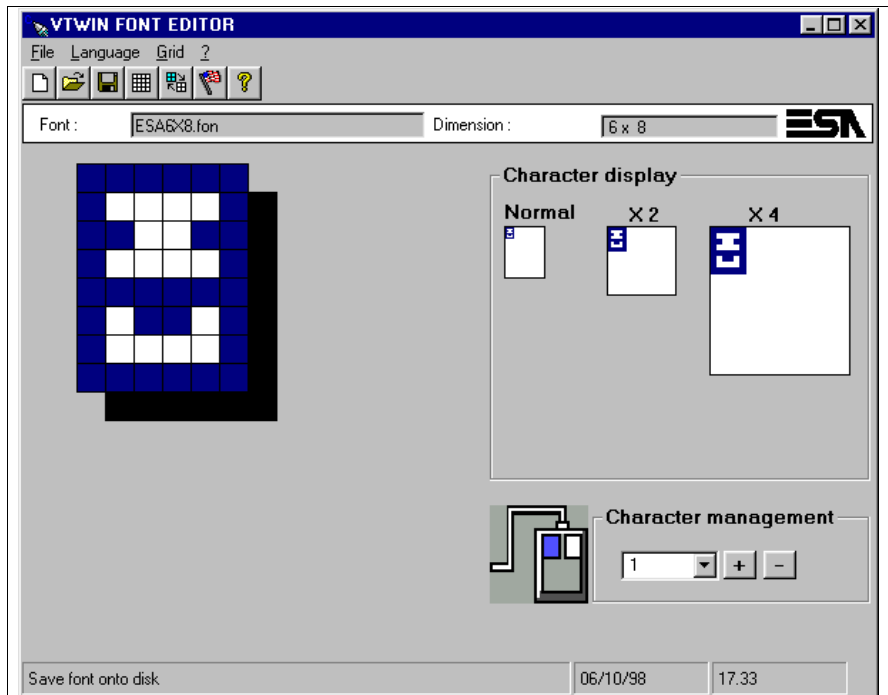 VTWIN FONT EDITOR
File Language Grid ?
Font : ESA6X8.fon Dimension : 6 x 8 ESA
Character display
Normal X 2 X 4
Character management
1 + -
Save font onto disk 06/10/98 17.33